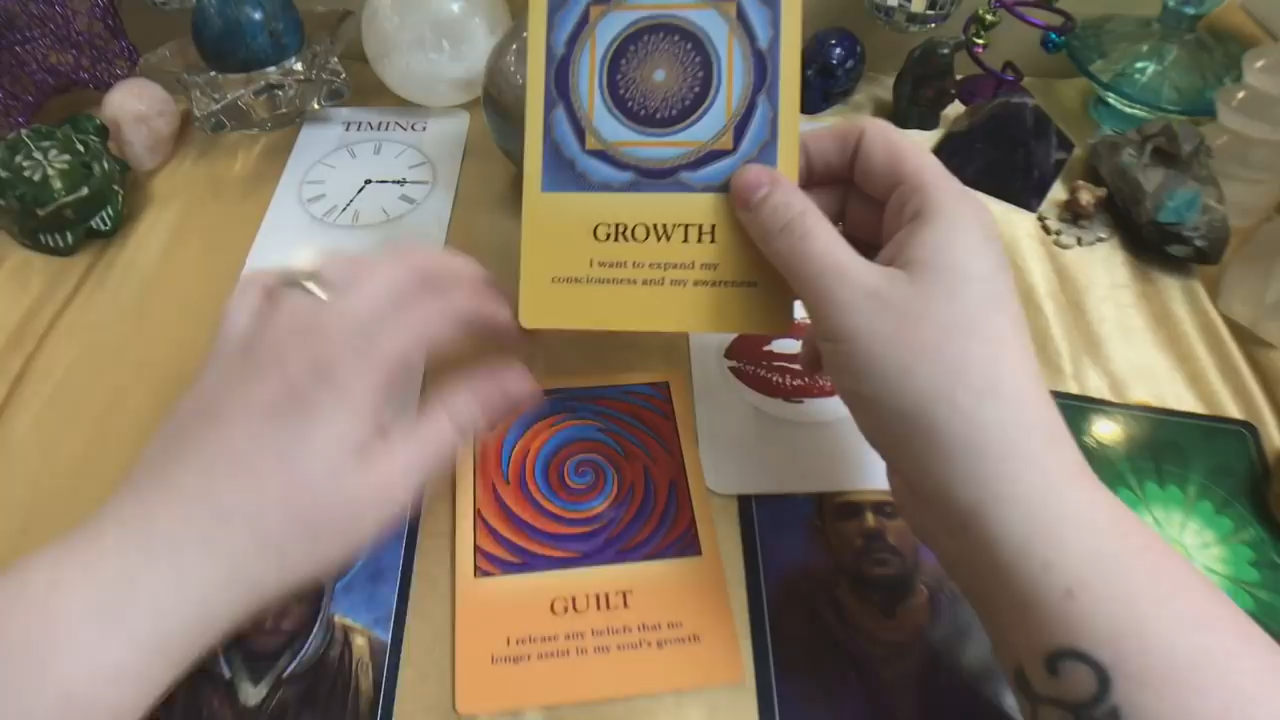 TIMING
GROWTH
I want to expand my
consciousness and my awareness
GUILT
I release any beliefs that no
longer assist in my soul's growth